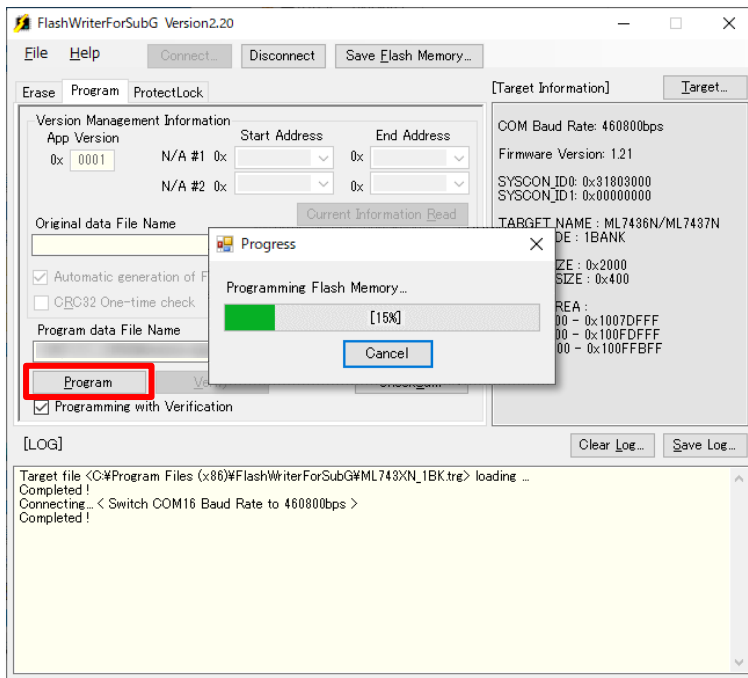 FlashWriterForSubG Version2.20
File Help Connect... Disconnect Save Flash Memory...
Erase Program ProtectLock
[Target Information] Target...
Version Management Information
App Version Start Address End Address
0x 0001 N/A #1 0x 0x
N/A #2 0x 0x
Current Information Read
Original data File Name
Automatic generation of F
CRC32 One-time check
Program data File Name
Program
Programming with Verification
COM Baud Rate: 460800bps
Firmware Version: 1.21
SYSCON_ID0: 0x31803000
SYSCON_ID1: 0x00000000
TARGET NAME : ML7436N/ML7437N
DE : 1BANK
ZE : 0x2000
SIZE : 0x400
REA :
00 - 0x1007DFFF
00 - 0x100FDFFF
00 - 0x100FFBFF
Progress
Programming Flash Memory...
[15%]
Cancel
[LOG] Clear Log... Save Log...
Target file <C:¥Program Files (x86)¥FlashWriterForSubG¥ML743XN_1BK.trg> loading ...
Completed !
Connecting... < Switch COM16 Baud Rate to 460800bps >
Completed !